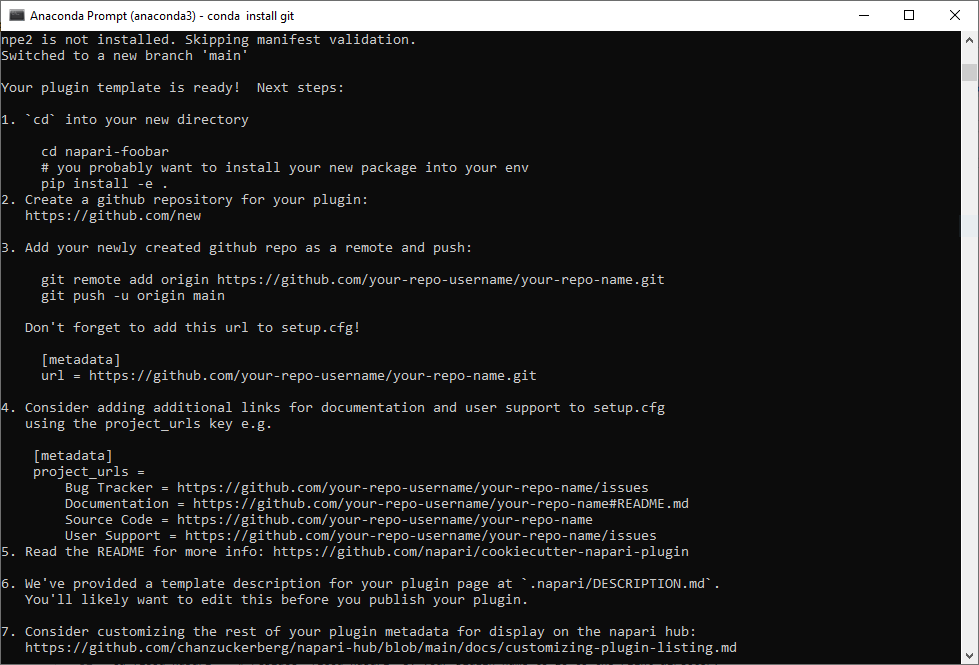 Anaconda Prompt (anaconda3) - conda  install git
npe2 is not installed. Skipping manifest validation.
Switched to a new branch 'main'
Your plugin template is ready!  Next steps:
1. `cd` into your new directory
cd napari-foobar
# you probably want to install your new package into your env
pip install -e .
2. Create a github repository for your plugin:
https://github.com/new
3. Add your newly created github repo as a remote and push:
git remote add origin https://github.com/your-repo-username/your-repo-name.git
git push -u origin main
Don't forget to add this url to setup.cfg!
[metadata]
url = https://github.com/your-repo-username/your-repo-name.git
4. Consider adding additional links for documentation and user support to setup.cfg
using the project_urls key e.g.
[metadata]
project_urls =
Bug Tracker = https://github.com/your-repo-username/your-repo-name/issues
Documentation = https://github.com/your-repo-username/your-repo-name#README.md
Source Code = https://github.com/your-repo-username/your-repo-name
User Support = https://github.com/your-repo-username/your-repo-name/issues
5. Read the README for more info: https://github.com/napari/cookiecutter-napari-plugin
6. We've provided a template description for your plugin page at `.napari/DESCRIPTION.md`.
You'll likely want to edit this before you publish your plugin.
7. Consider customizing the rest of your plugin metadata for display on the napari hub:
https://github.com/chanzuckerberg/napari-hub/blob/main/docs/customizing-plugin-listing.md